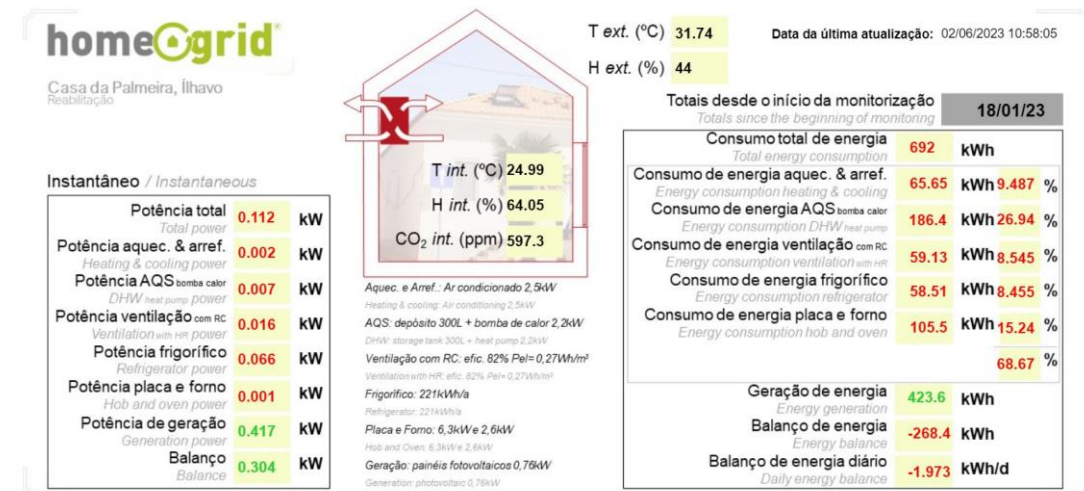 homegrid
Casa da Palmeira, Ílhavo
Reabilitação
T ext. (ºC) 31.74
H ext. (%) 44
Data da última atualização: 02/06/2023 10:58:05
Totais desde o início da monitorização 18/01/23
Totals since the beginning of monitoring
T int. (ºC) 24.99
H int. (%) 64.05
CO2 int. (ppm) 597.3
Instantâneo / Instantaneous
Potência total 0.112 kW
Total power
Potência aquec. & arref. 0.002 kW
Heating & cooling power
Potência AQS bomba calor 0.007 kW
DHW heat pump power
Potência ventilação com RC 0.016 kW
Ventilation with HR power
Potência frigorífico 0.066 kW
Refrigerator power
Potência placa e forno 0.001 kW
Hob and oven power
Potência de geração 0.417 kW
Generation power
Balanço 0.304 kW
Balance
Aquec. e Arref.: Ar condicionado 2,5kW
Heating & cooling: Air conditioning 2,5kW
AQS: depósito 300L + bomba de calor 2,2kW
DHW: storage tank 300L + heat pump 2,2kW
Ventilação com RC: efic. 82% Pel= 0,27Wh/m³
Ventilation with HR: efic. 82% Pel= 0,27Wh/m³
Frigorífico: 221kWh/a
Refrigerator: 221kWh/a
Placa e Forno: 6,3kW e 2,6kW
Hob and Oven: 6,3kW e 2,6kW
Geração: painéis fotovoltaicos 0,76kW
Generation: photovoltaic 0,76kW
Consumo total de energia 692 kWh
Total energy consumption
Consumo de energia aquec. & arref. 65.65 kWh 9.487 %
Energy consumption heating & cooling
Consumo de energia AQS bomba calor 186.4 kWh 26.94 %
Energy consumption DHW heat pump
Consumo de energia ventilação com RC 59.13 kWh 8.545 %
Energy consumption ventilation with HR
Consumo de energia frigorífico 58.51 kWh 8.455 %
Energy consumption refrigerator
Consumo de energia placa e forno 105.5 kWh 15.24 %
Energy consumption hob and oven
68.67 %
Geração de energia 423.6 kWh
Energy generation
Balanço de energia -268.4 kWh
Energy balance
Balanço de energia diário -1.973 kWh/d
Daily energy balance